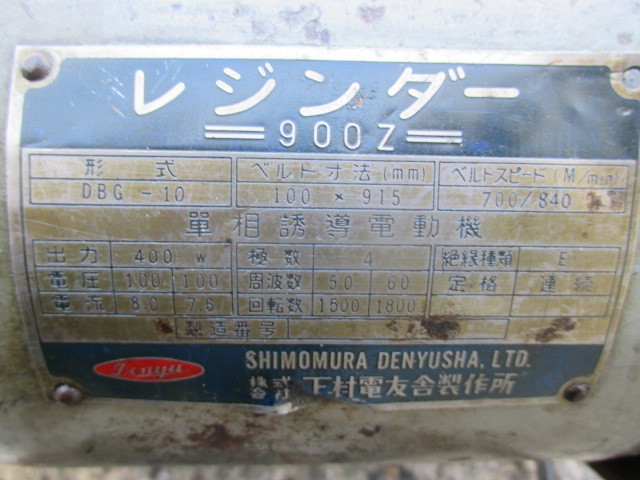 レジンダー
900Z
形式 ベルト寸法(mm) ベルトスピード(M/min)
DBG-10 100×915 700/840
單相誘導電動機
出力 400W 極数 4 絶縁種類 E
電圧 100 100 周波数 50 60 定格 連続
電流 8.0 7.6 回転数 1500 1800
製造番号
Denyu SHIMOMURA DENYUSHA, LTD.
株式会社 下村電友舎製作所